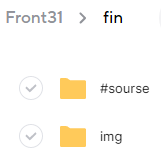 Front31 > fin
#sourse
img